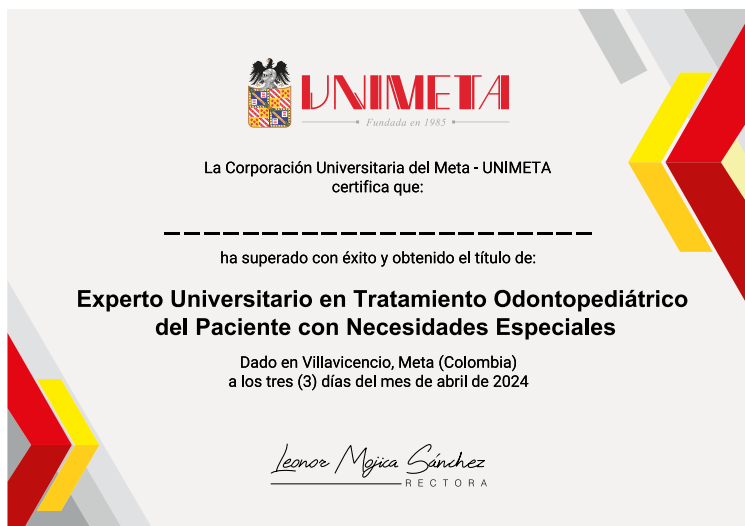 UNIMETA
Fundada en 1985
La Corporación Universitaria del Meta - UNIMETA
certifica que:
ha superado con éxito y obtenido el título de:
Experto Universitario en Tratamiento Odontopediátrico
del Paciente con Necesidades Especiales
Dado en Villavicencio, Meta (Colombia)
a los tres (3) días del mes de abril de 2024
Leonor Mojica Sánchez
RECTORA